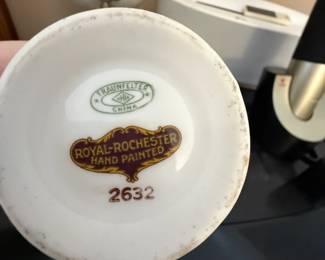 FRAUNFELTER
CHINA
ROYAL-ROCHESTER
HAND PAINTED
2632